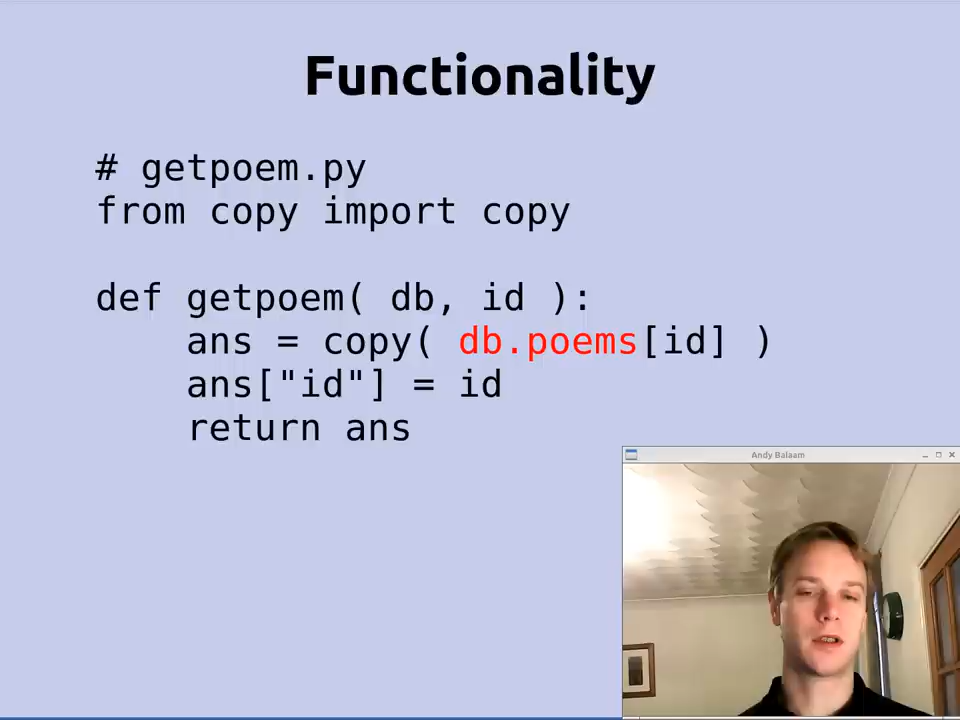 Functionality
# getpoem.py
from copy import copy
def getpoem( db, id ):
    ans = copy( db.poems[id] )
    ans["id"] = id
    return ans
Andy Balaam